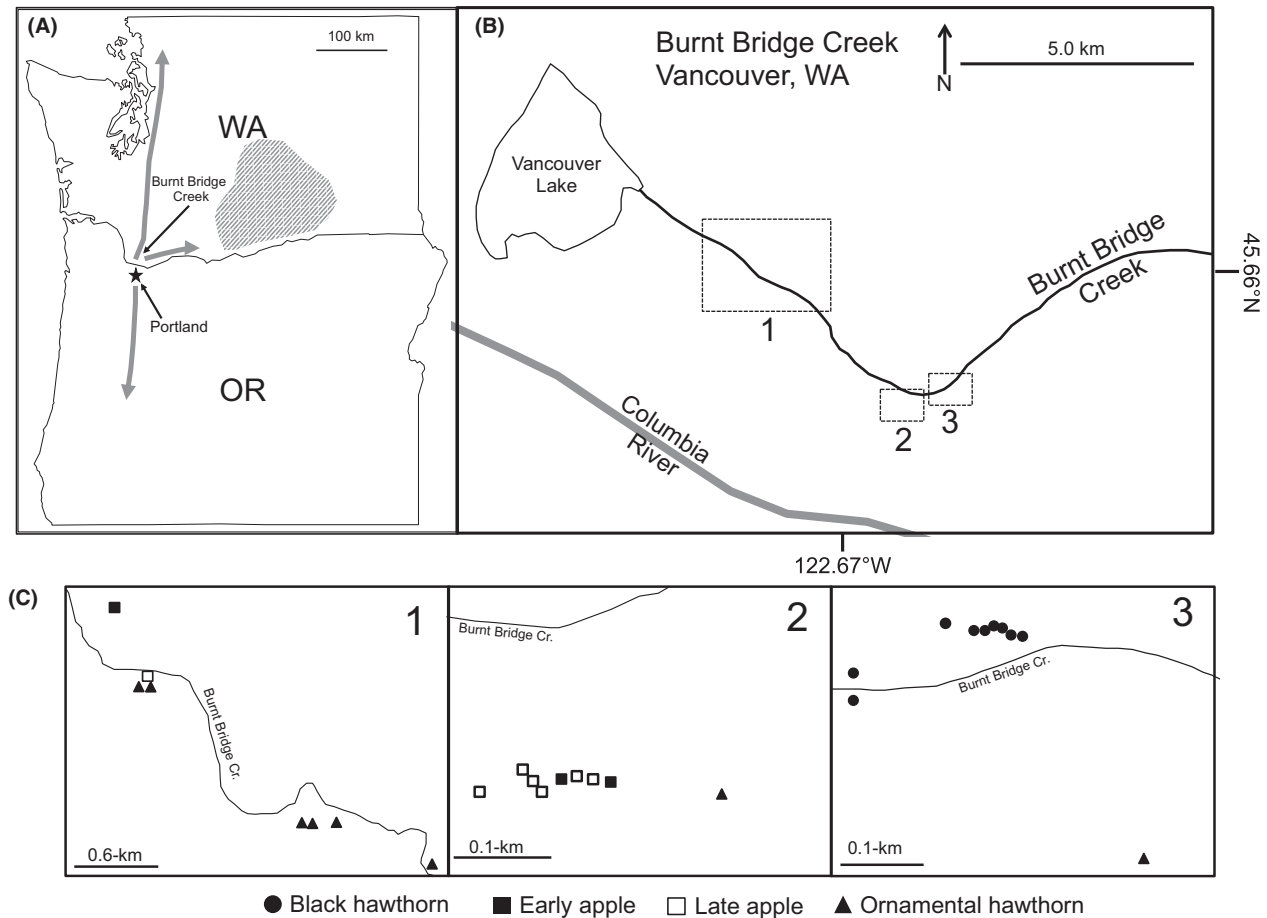 (A)
100 km
WA
Burnt Bridge
Creek
Portland
OR
(B)
Burnt Bridge Creek
Vancouver, WA
N
5.0 km
Vancouver
Lake
1
2
3
Burnt Bridge
Creek
Columbia
River
45.66°N
122.67°W
(C)
1
Burnt Bridge Cr.
0.6-km
2
Burnt Bridge Cr.
0.1-km
3
Burnt Bridge Cr.
0.1-km
Black hawthorn
Early apple
Late apple
Ornamental hawthorn